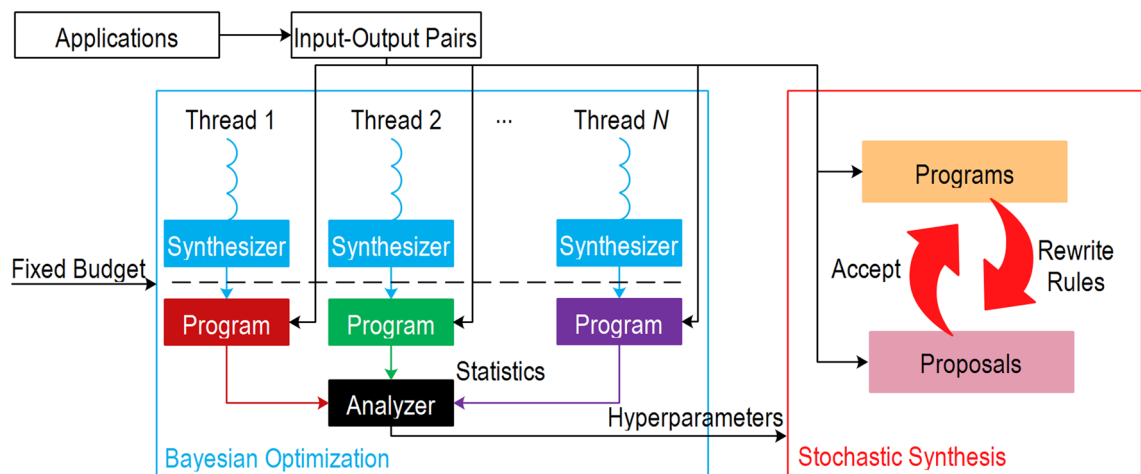 Applications
Input-Output Pairs
Thread 1
Thread 2
...
Thread N
Synthesizer
Synthesizer
Synthesizer
Fixed Budget
Program
Program
Program
Statistics
Analyzer
Hyperparameters
Bayesian Optimization
Programs
Accept
Rewrite
Rules
Proposals
Stochastic Synthesis